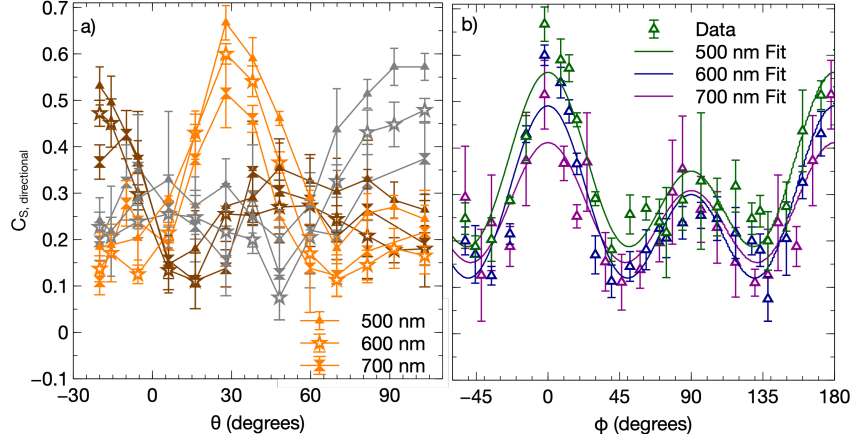 a)
0.7
0.6
0.5
0.4
0.3
0.2
0.1
0
−0.1
C_S, directional
500 nm
600 nm
700 nm
−30 0 30 60 90
θ (degrees)
b)
Data
500 nm Fit
600 nm Fit
700 nm Fit
-45 0 45 90 135 180
ϕ (degrees)